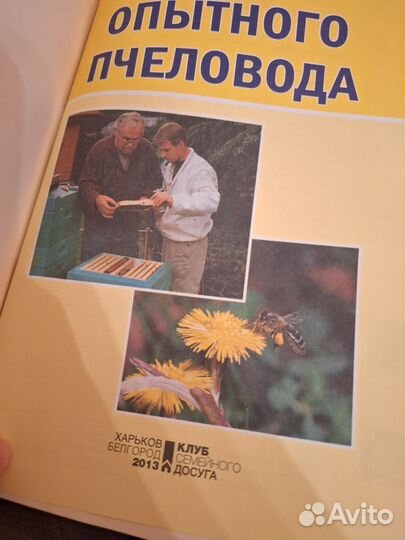 ОПЫТНОГО
ПЧЕЛОВОДА
ХАРЬКОВ
БЕЛГОРОД
2013
КЛУБ
СЕМЕЙНОГО
ДОСУГА
Avito